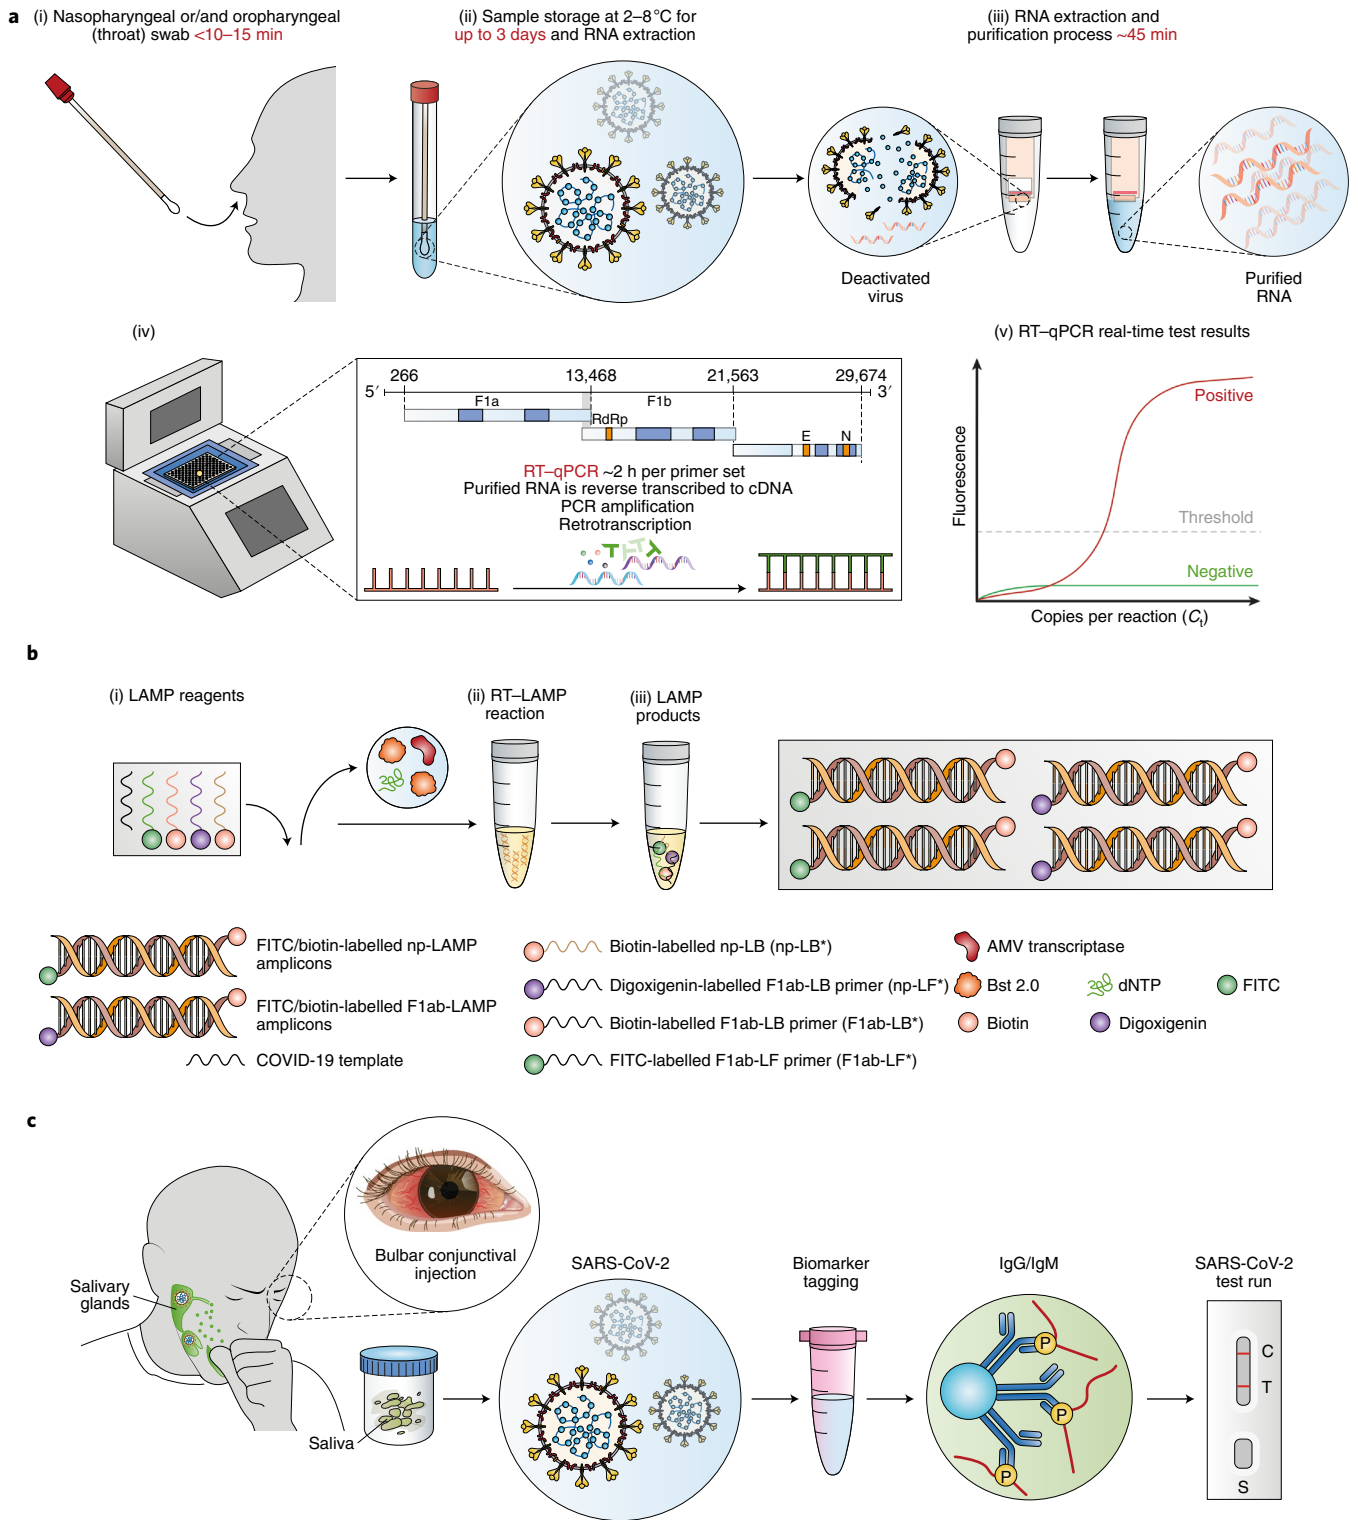 a
(i) Nasopharyngeal or/and oropharyngeal
(throat) swab <10–15 min
(ii) Sample storage at 2–8°C for
up to 3 days and RNA extraction
(iii) RNA extraction and
purification process ~45 min
Deactivated
virus
Purified
RNA
(iv)
266
13,468
21,563
29,674
5′
3′
F1a
F1b
RdRp
E
N
RT–qPCR ~2 h per primer set
Purified RNA is reverse transcribed to cDNA
PCR amplification
Retrotranscription
(v) RT–qPCR real-time test results
Fluorescence
Positive
Threshold
Negative
Copies per reaction (Ct)
b
(i) LAMP reagents
(ii) RT–LAMP
reaction
(iii) LAMP
products
FITC/biotin-labelled np-LAMP
amplicons
FITC/biotin-labelled F1ab-LAMP
amplicons
COVID-19 template
Biotin-labelled np-LB (np-LB*)
Digoxigenin-labelled F1ab-LB primer (np-LF*)
Biotin-labelled F1ab-LB primer (F1ab-LB*)
FITC-labelled F1ab-LF primer (F1ab-LF*)
AMV transcriptase
Bst 2.0
dNTP
FITC
Biotin
Digoxigenin
c
Salivary
glands
Bulbar conjunctival
injection
Saliva
SARS-CoV-2
Biomarker
tagging
IgG/IgM
P
P
P
SARS-CoV-2
test run
C
T
S